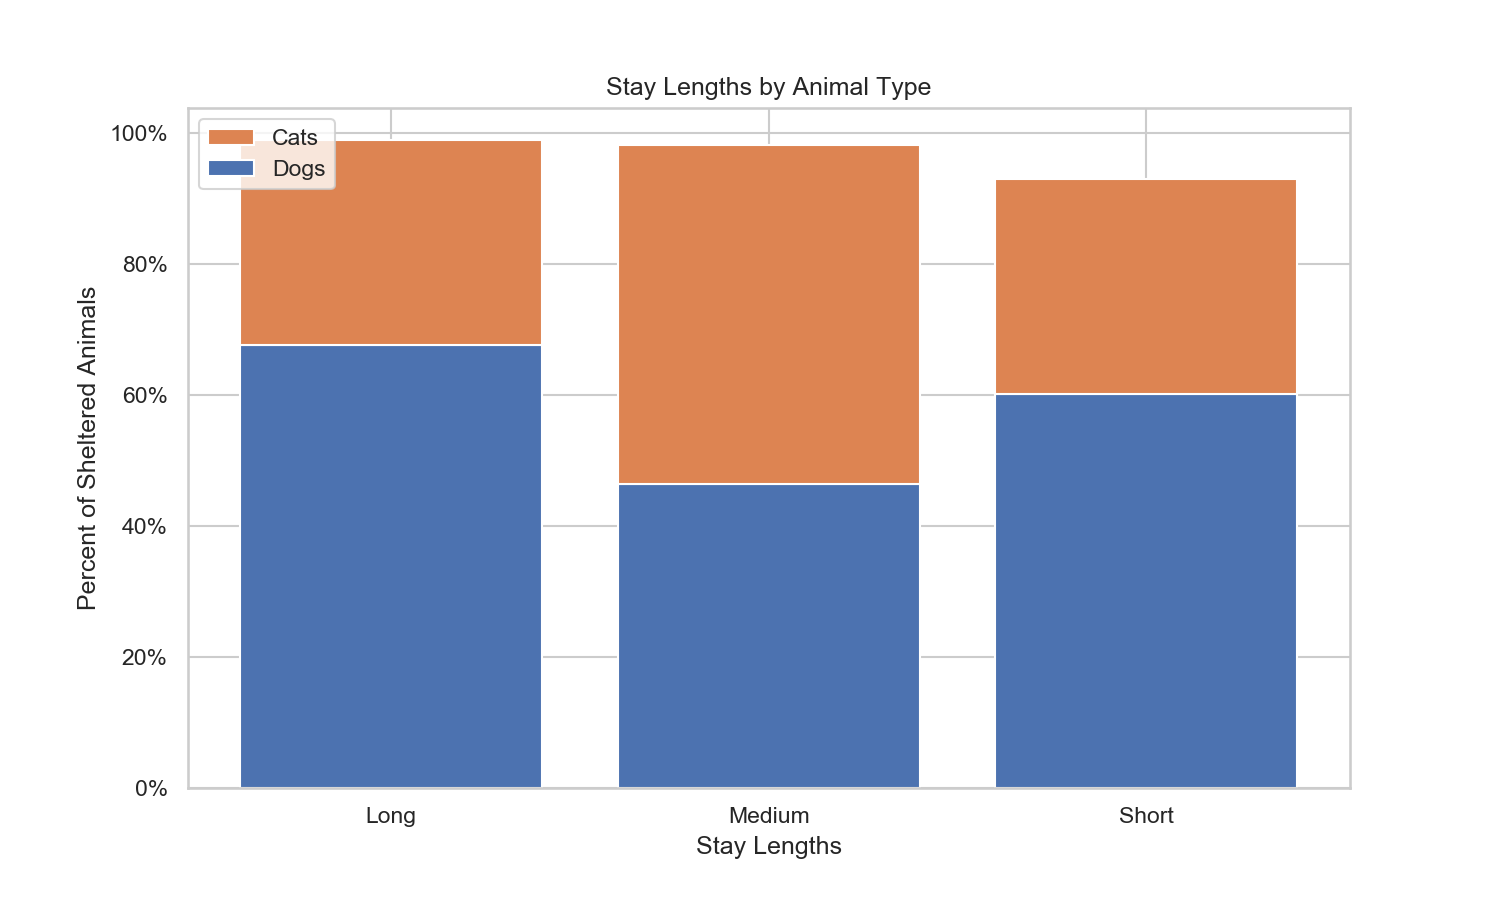 Stay Lengths by Animal Type
Cats
Dogs
100%
80%
60%
40%
20%
0%
Percent of Sheltered Animals
Long
Medium
Short
Stay Lengths